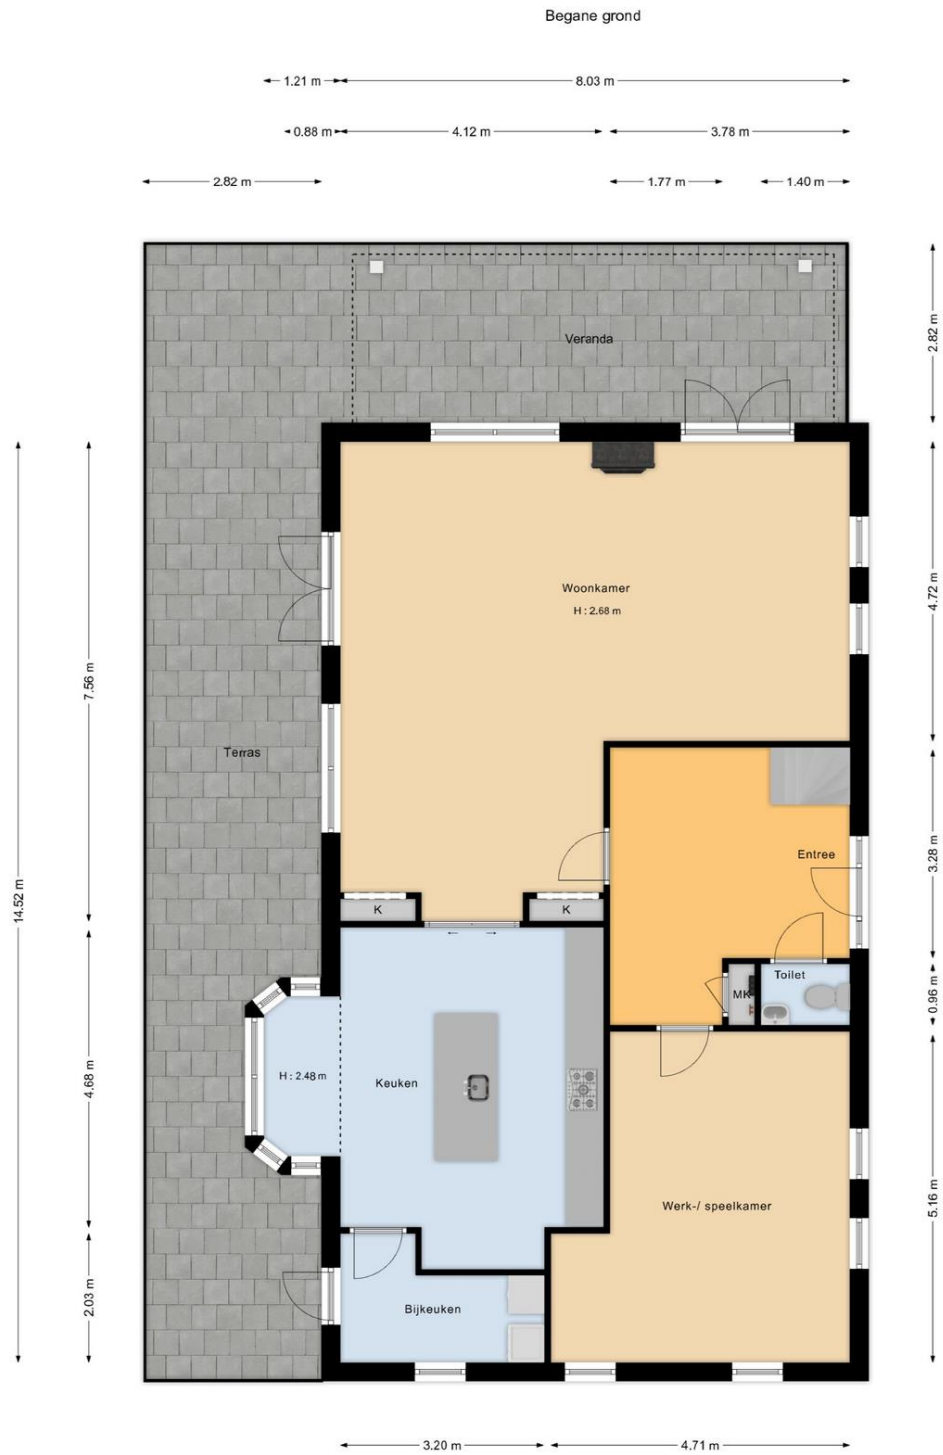 Begane grond
1.21 m
8.03 m
0.88 m
4.12 m
3.78 m
2.82 m
1.77 m
1.40 m
Veranda
2.82 m
Woonkamer
H : 2.68 m
4.72 m
7.56 m
Terras
Entree
3.28 m
14.52 m
K
K
Toilet
MK
0.96 m
H : 2.48 m
Keuken
4.68 m
Werk-/ speelkamer
5.16 m
Bijkeuken
2.03 m
3.20 m
4.71 m